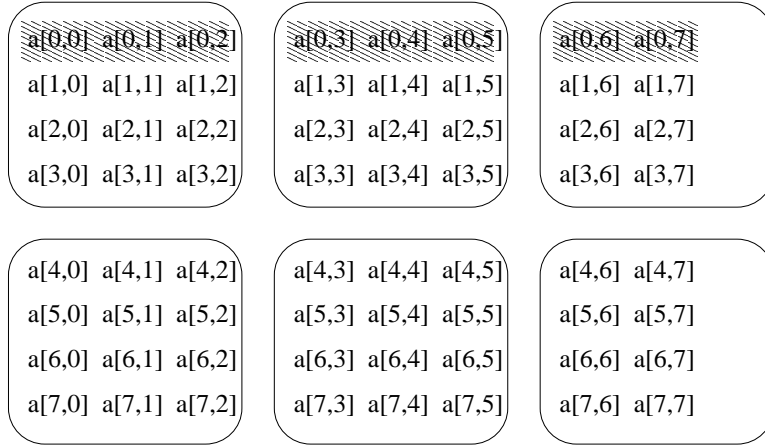 a[0,0] a[0,1] a[0,2] a[0,3] a[0,4] a[0,5] a[0,6] a[0,7]
a[1,0] a[1,1] a[1,2] a[1,3] a[1,4] a[1,5] a[1,6] a[1,7]
a[2,0] a[2,1] a[2,2] a[2,3] a[2,4] a[2,5] a[2,6] a[2,7]
a[3,0] a[3,1] a[3,2] a[3,3] a[3,4] a[3,5] a[3,6] a[3,7]
a[4,0] a[4,1] a[4,2] a[4,3] a[4,4] a[4,5] a[4,6] a[4,7]
a[5,0] a[5,1] a[5,2] a[5,3] a[5,4] a[5,5] a[5,6] a[5,7]
a[6,0] a[6,1] a[6,2] a[6,3] a[6,4] a[6,5] a[6,6] a[6,7]
a[7,0] a[7,1] a[7,2] a[7,3] a[7,4] a[7,5] a[7,6] a[7,7]